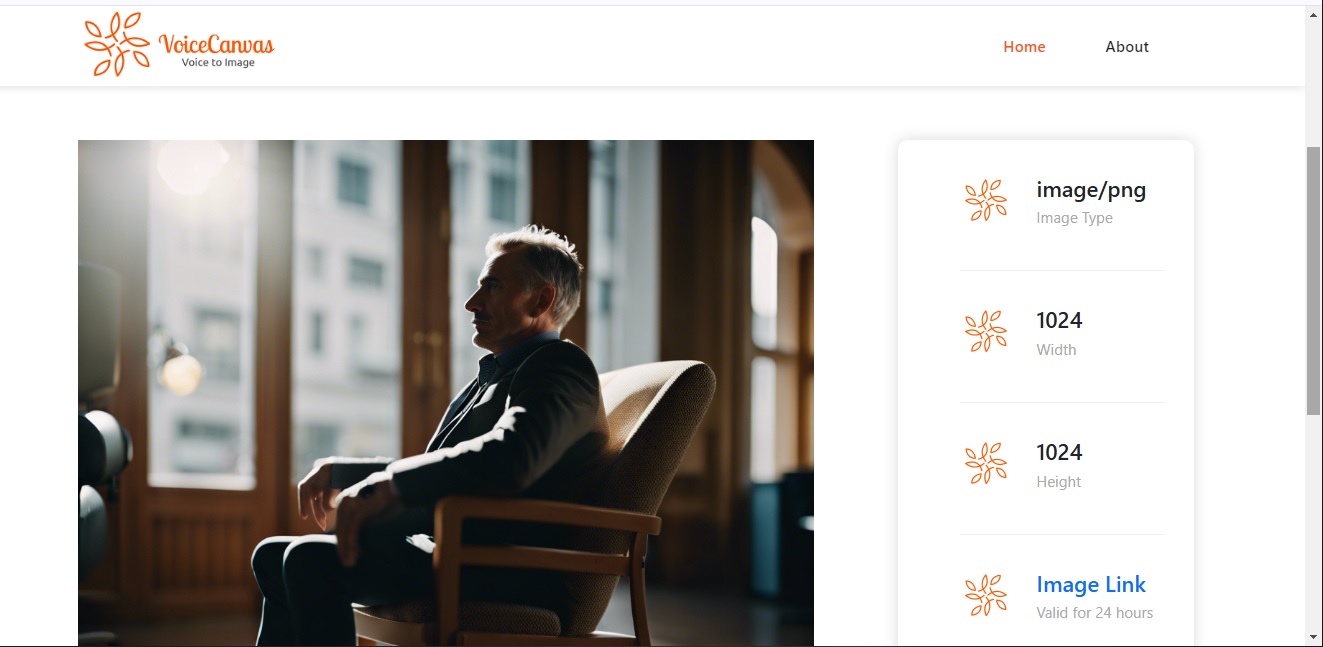 VoiceCanvas
Voice to Image
Home
About
image/png
Image Type
1024
Width
1024
Height
Image Link
Valid for 24 hours